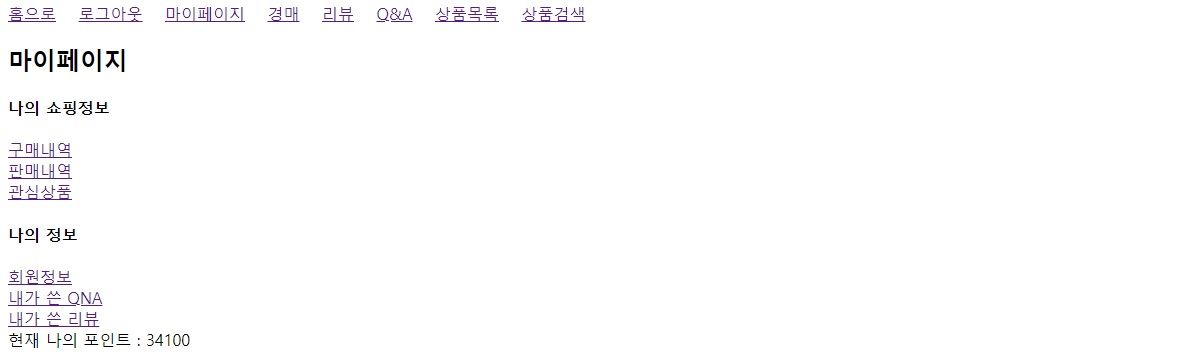 홈으로 로그아웃 마이페이지 경매 리뷰 Q&A 상품목록 상품검색
마이페이지
나의 쇼핑정보
구매내역
판매내역
관심상품
나의 정보
회원정보
내가 쓴 QNA
내가 쓴 리뷰
현재 나의 포인트 : 34100